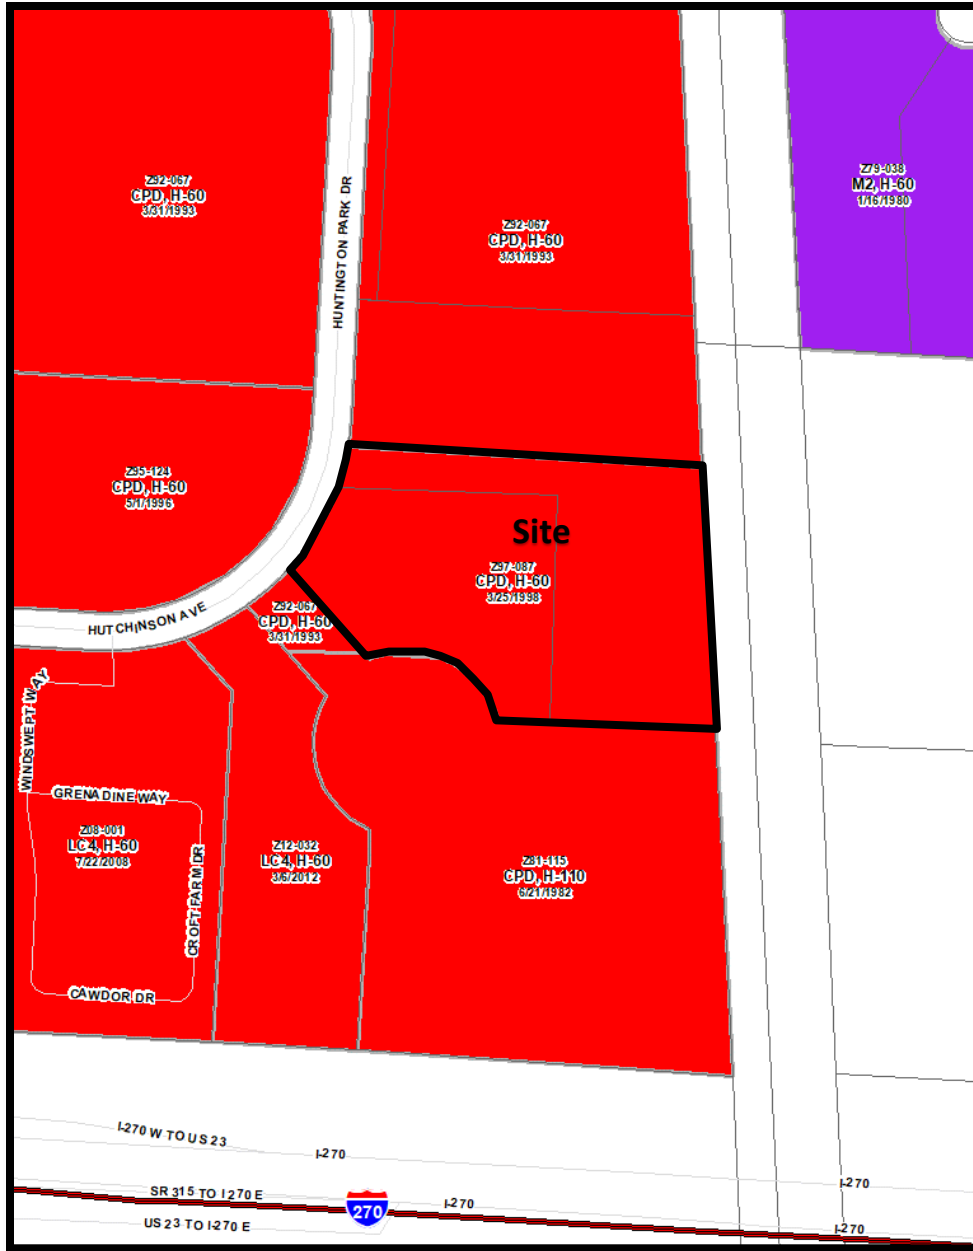 Z79-038
M2, H-60
1/16/1980
Z92-067
CPD, H-60
3/31/1993
HUNTINGTON PARK DR
Z92-067
CPD, H-60
3/31/1993
Z95-124
CPD, H-60
5/1/1996
Site
Z97-087
CPD, H-60
3/25/1998
HUTCHINSON AVE
Z92-067
CPD, H-60
3/31/1993
WINDSWEPT WAY
GRENADINE WAY
Z08-001
LC4, H-60
7/22/2008
CROFT FARM DR
CAWDOR DR
Z12-032
LC4, H-60
3/6/2012
Z81-115
CPD, H-110
6/21/1982
I-270 W TO US 23
I-270
I-270
SR 315 TO I 270 E
270
I-270
US 23 TO I-270 E
I-270